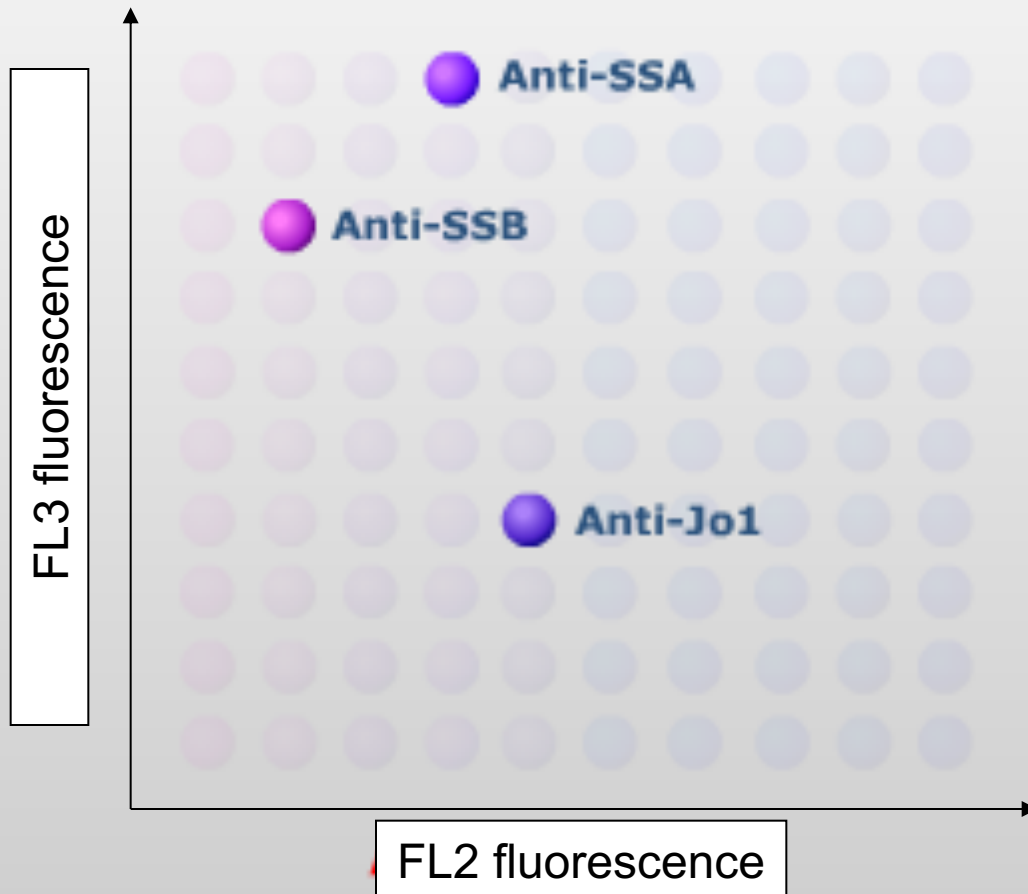 Anti-SSA
Anti-SSB
Anti-Jo1
FL3 fluorescence
FL2 fluorescence